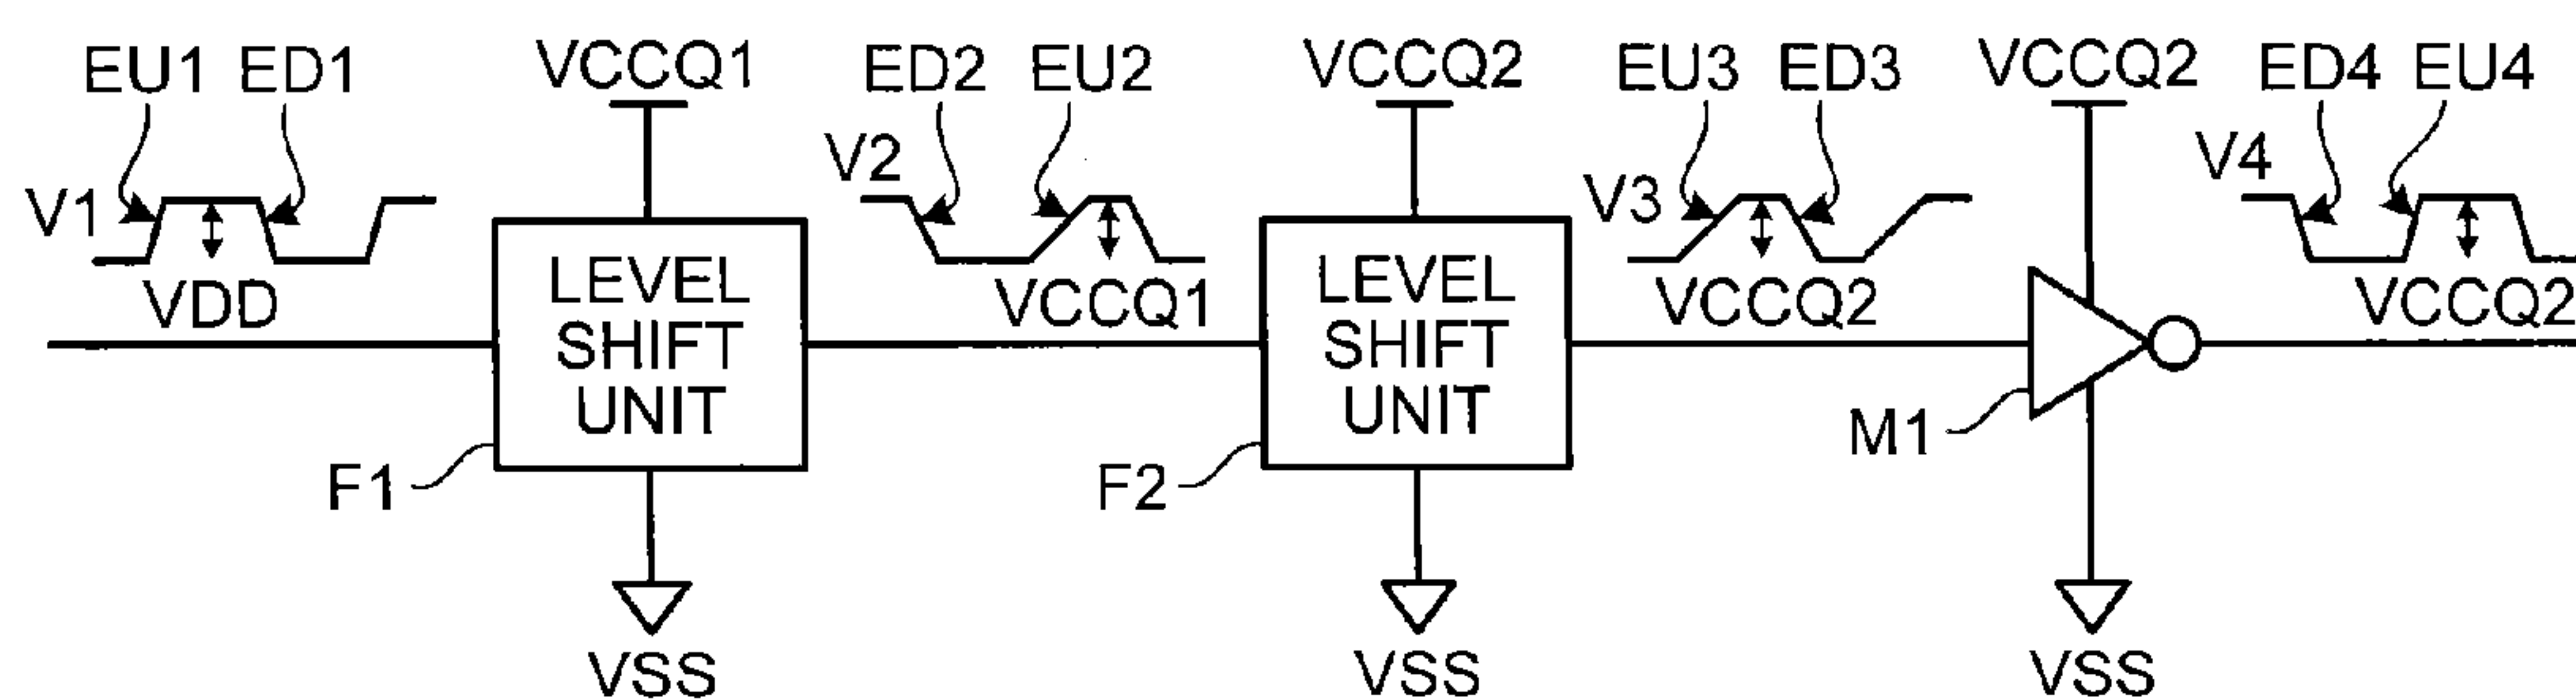 EU1 ED1 VCCQ1 ED2 EU2 VCCQ2 EU3 ED3 VCCQ2 ED4 EU4
V1 V2 V3 V4
VDD VCCQ1 VCCQ2 VCCQ2
LEVEL SHIFT UNIT
LEVEL SHIFT UNIT
F1 F2 M1
VSS VSS VSS